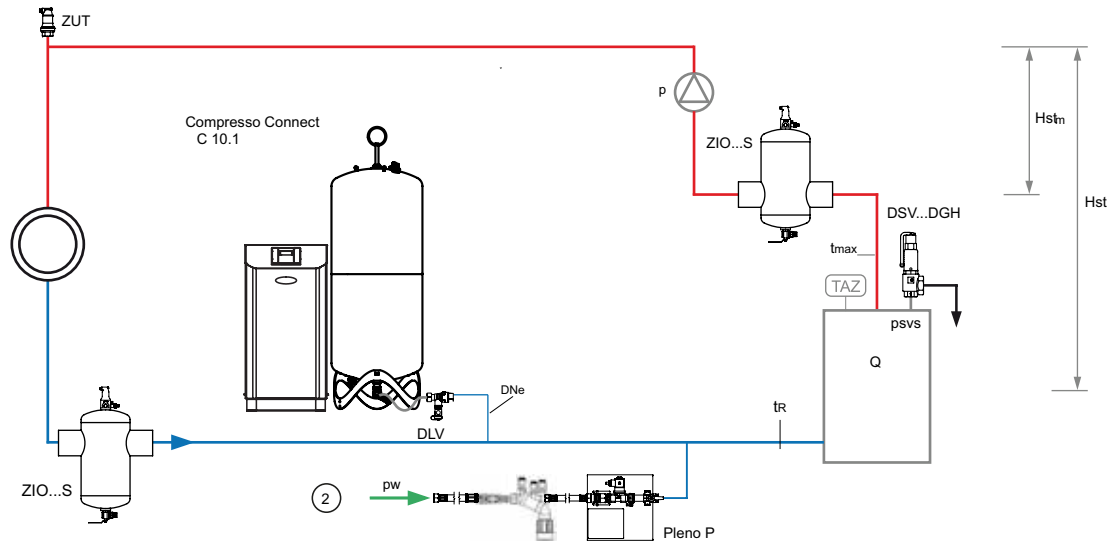 ZUT
Compresso Connect
C 10.1
p
ZIO...S
Hstm
Hst
DSV...DGH
tmax
TAZ
psvs
Q
DNe
DLV
tR
ZIO...S
2
pw
Pleno P